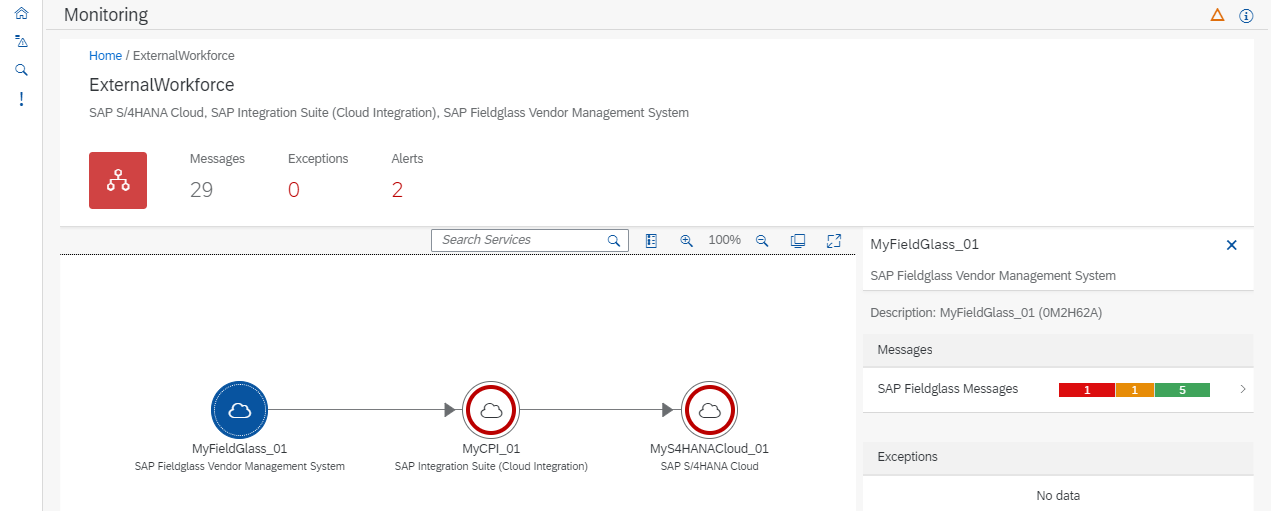 Monitoring
Home / ExternalWorkforce
ExternalWorkforce
SAP S/4HANA Cloud, SAP Integration Suite (Cloud Integration), SAP Fieldglass Vendor Management System
Messages Exceptions Alerts
29 0 2
Search Services 100%
MyFieldGlass_01
SAP Fieldglass Vendor Management System
Description: MyFieldGlass_01 (0M2H62A)
Messages
SAP Fieldglass Messages 1 1 5
Exceptions
No data
MyFieldGlass_01
SAP Fieldglass Vendor Management System
MyCPI_01
SAP Integration Suite (Cloud Integration)
MyS4HANACloud_01
SAP S/4HANA Cloud